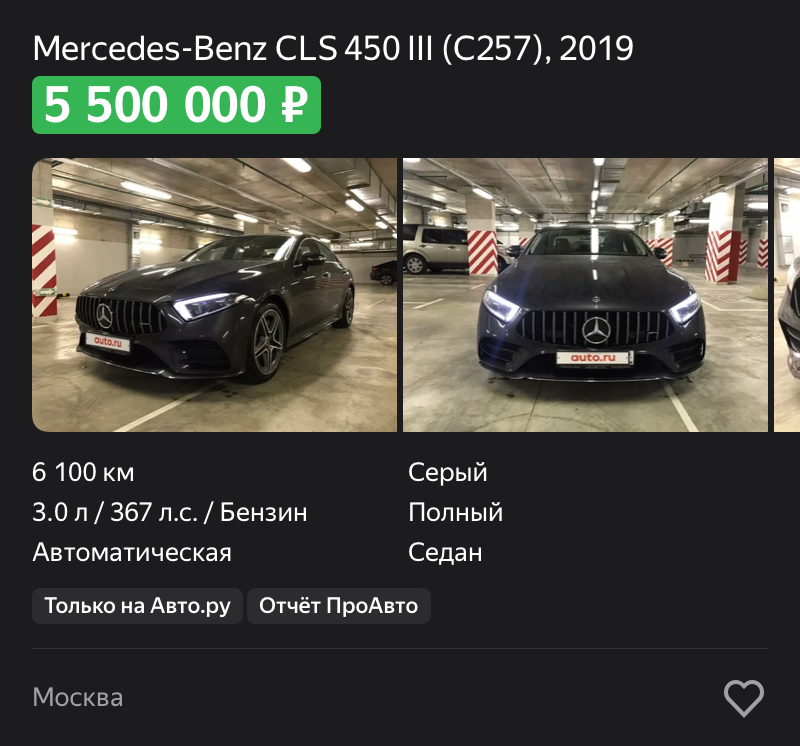 Mercedes-Benz CLS 450 III (C257), 2019
5 500 000 ₽
auto.ru
auto.ru
6 100 км
Серый
3.0 л / 367 л.с. / Бензин
Полный
Автоматическая
Седан
Только на Авто.ру
Отчёт ПроАвто
Москва